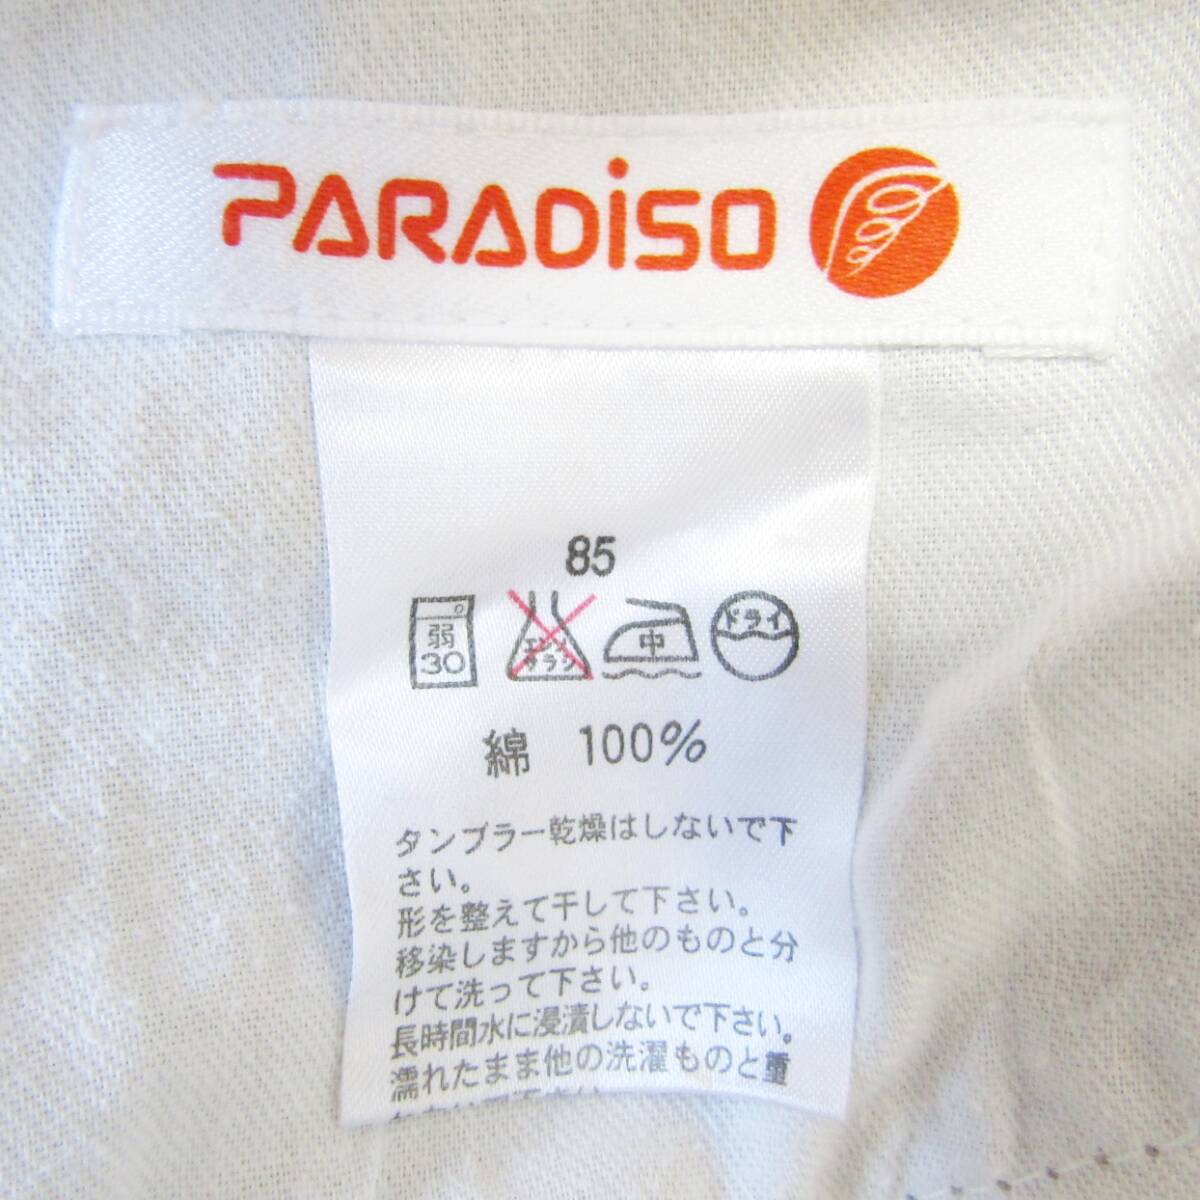 PARADiSO
85
弱
30
エンソ
サラシ
中
ドライ
綿 100%
タンブラー乾燥はしないで下
さい。
形を整えて干して下さい。
移染しますから他のものと分
けて洗って下さい。
長時間水に浸漬しないで下さい。
濡れたまま他の洗濯ものと重